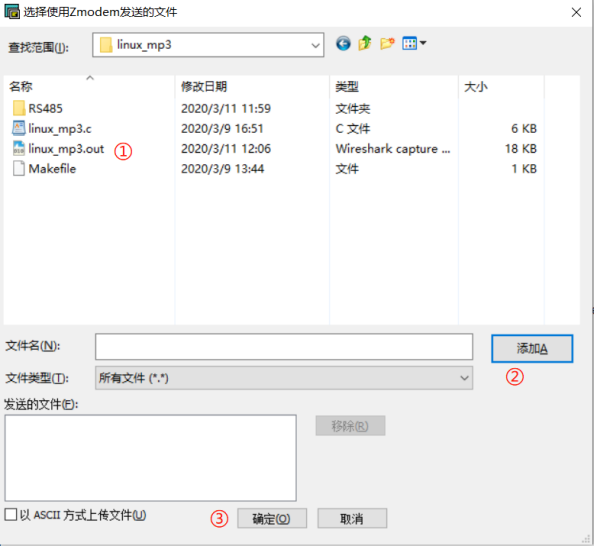 选择使用Zmodem发送的文件
查找范围(I): linux_mp3
名称 修改日期 类型 大小
RS485 2020/3/11 11:59 文件夹
linux_mp3.c 2020/3/9 16:51 C 文件 6 KB
linux_mp3.out ① 2020/3/11 12:06 Wireshark capture ... 18 KB
Makefile 2020/3/9 13:44 文件 1 KB
文件名(N): 添加A
文件类型(T): 所有文件 (*.*) ②
发送的文件(F):
移除(R)
以 ASCII 方式上传文件(U) ③ 确定(O) 取消